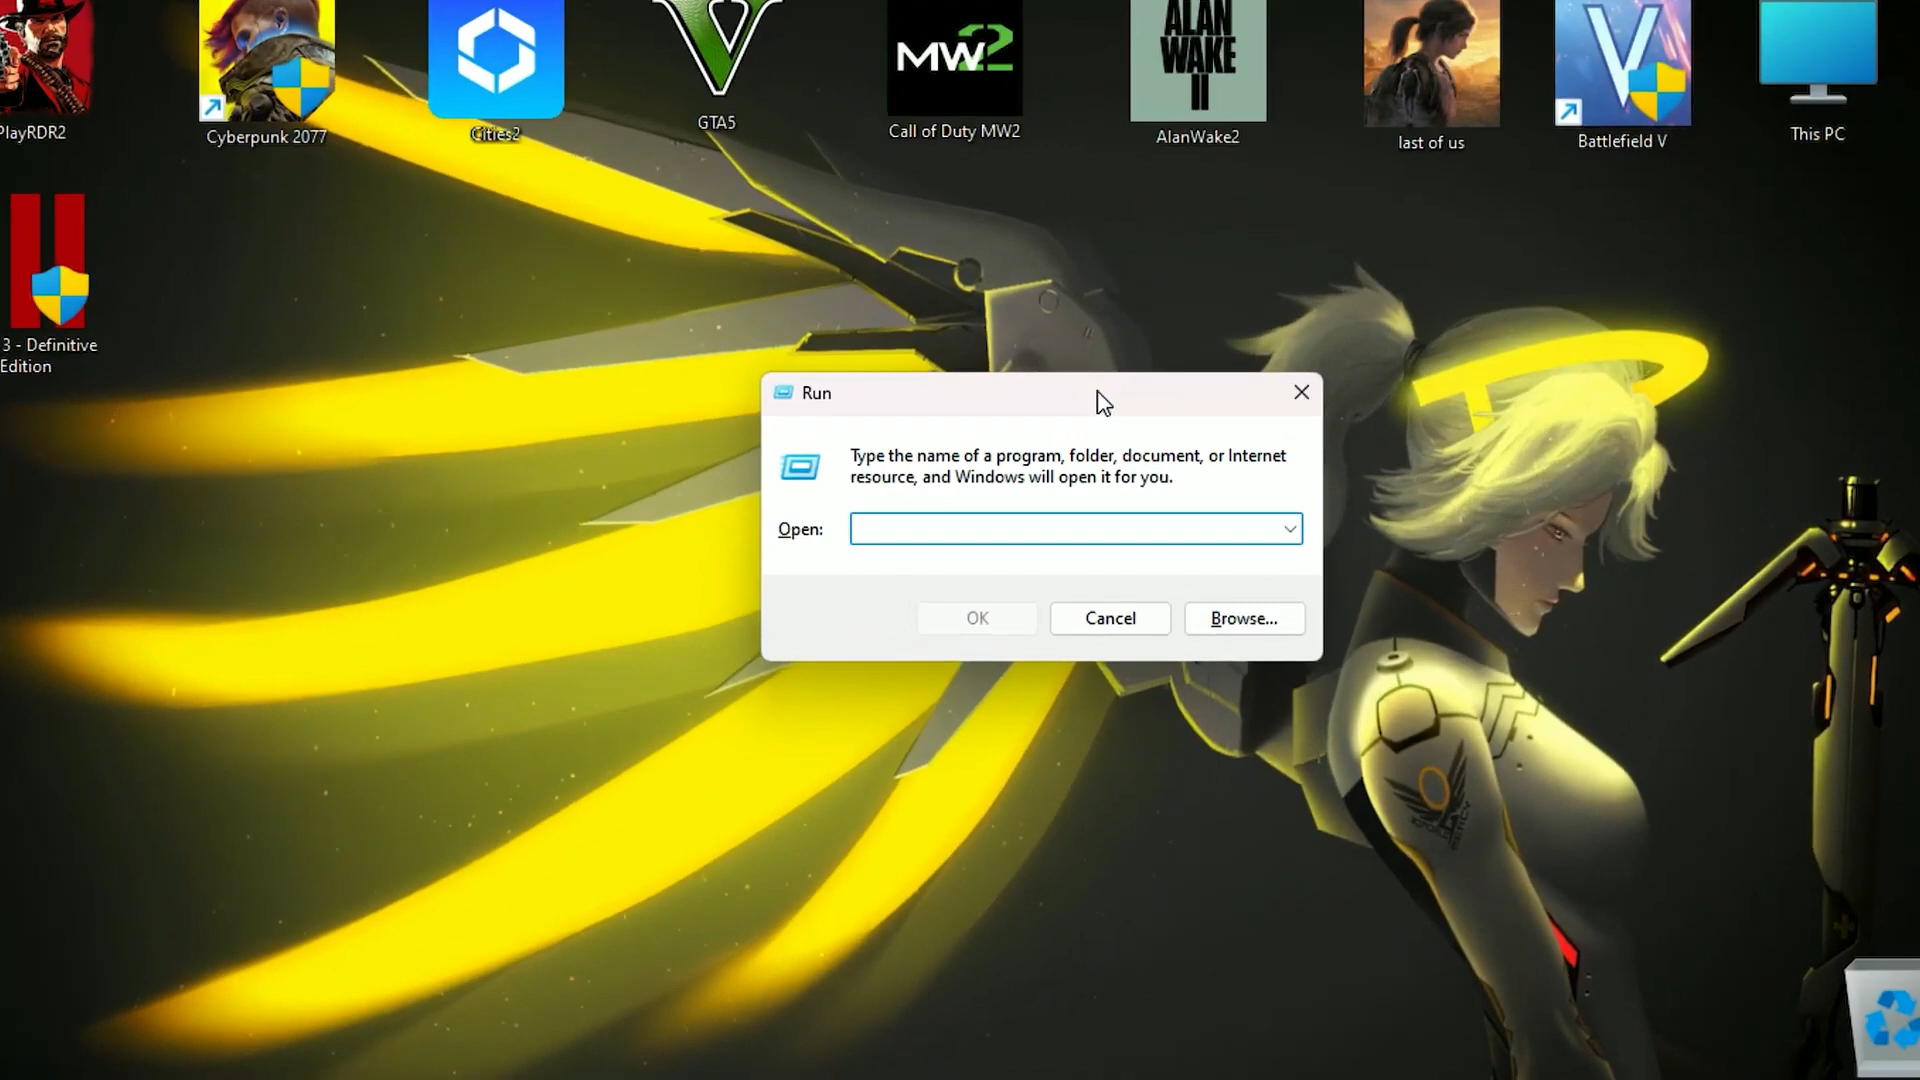 PlayRDR2
Cyberpunk 2077
Cities2
V
GTA5
MW2
Call of Duty MW2
ALAN
WAKE
II
AlanWake2
last of us
V
Battlefield V
This PC
3 - Definitive
Edition
Run
Type the name of a program, folder, document, or Internet
resource, and Windows will open it for you.
Open:
OK
Cancel
Browse...